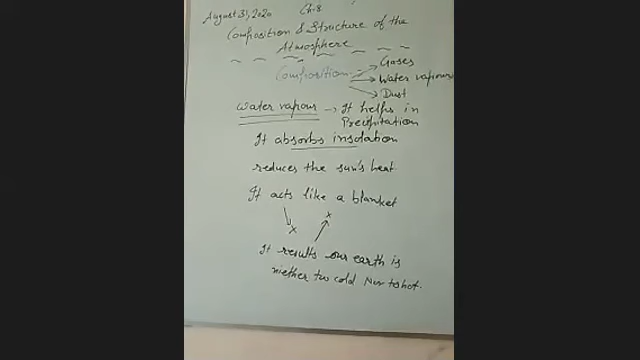 August 31, 2020 Ch:8
Composition & Structure of the
Atmosphere
Composition
Gases
Water vapours
Dust
Water vapour → It helps in
Precipitation
It absorbs insolation
reduces the sun's heat
It acts like a blanket
x x
It results our earth is
niether too cold Nor to hot.